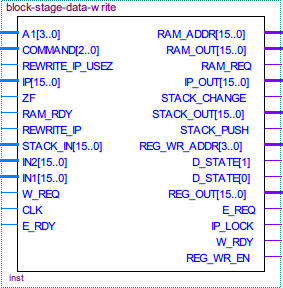 block-stage-data-write
A1[3..0] RAM_ADDR[15..0]
COMMAND[2..0] RAM_OUT[15..0]
REWRITE_IP_USEZ RAM_REQ
IP[15..0] IP_OUT[15..0]
ZF STACK_CHANGE
RAM_RDY STACK_OUT[15..0]
REWRITE_IP STACK_PUSH
STACK_IN[15..0] REG_WR_ADDR[3..0]
IN2[15..0] D_STATE[1]
IN1[15..0] D_STATE[0]
W_REQ REG_OUT[15..0]
CLK E_REQ
E_RDY IP_LOCK
W_RDY
REG_WR_EN
inst